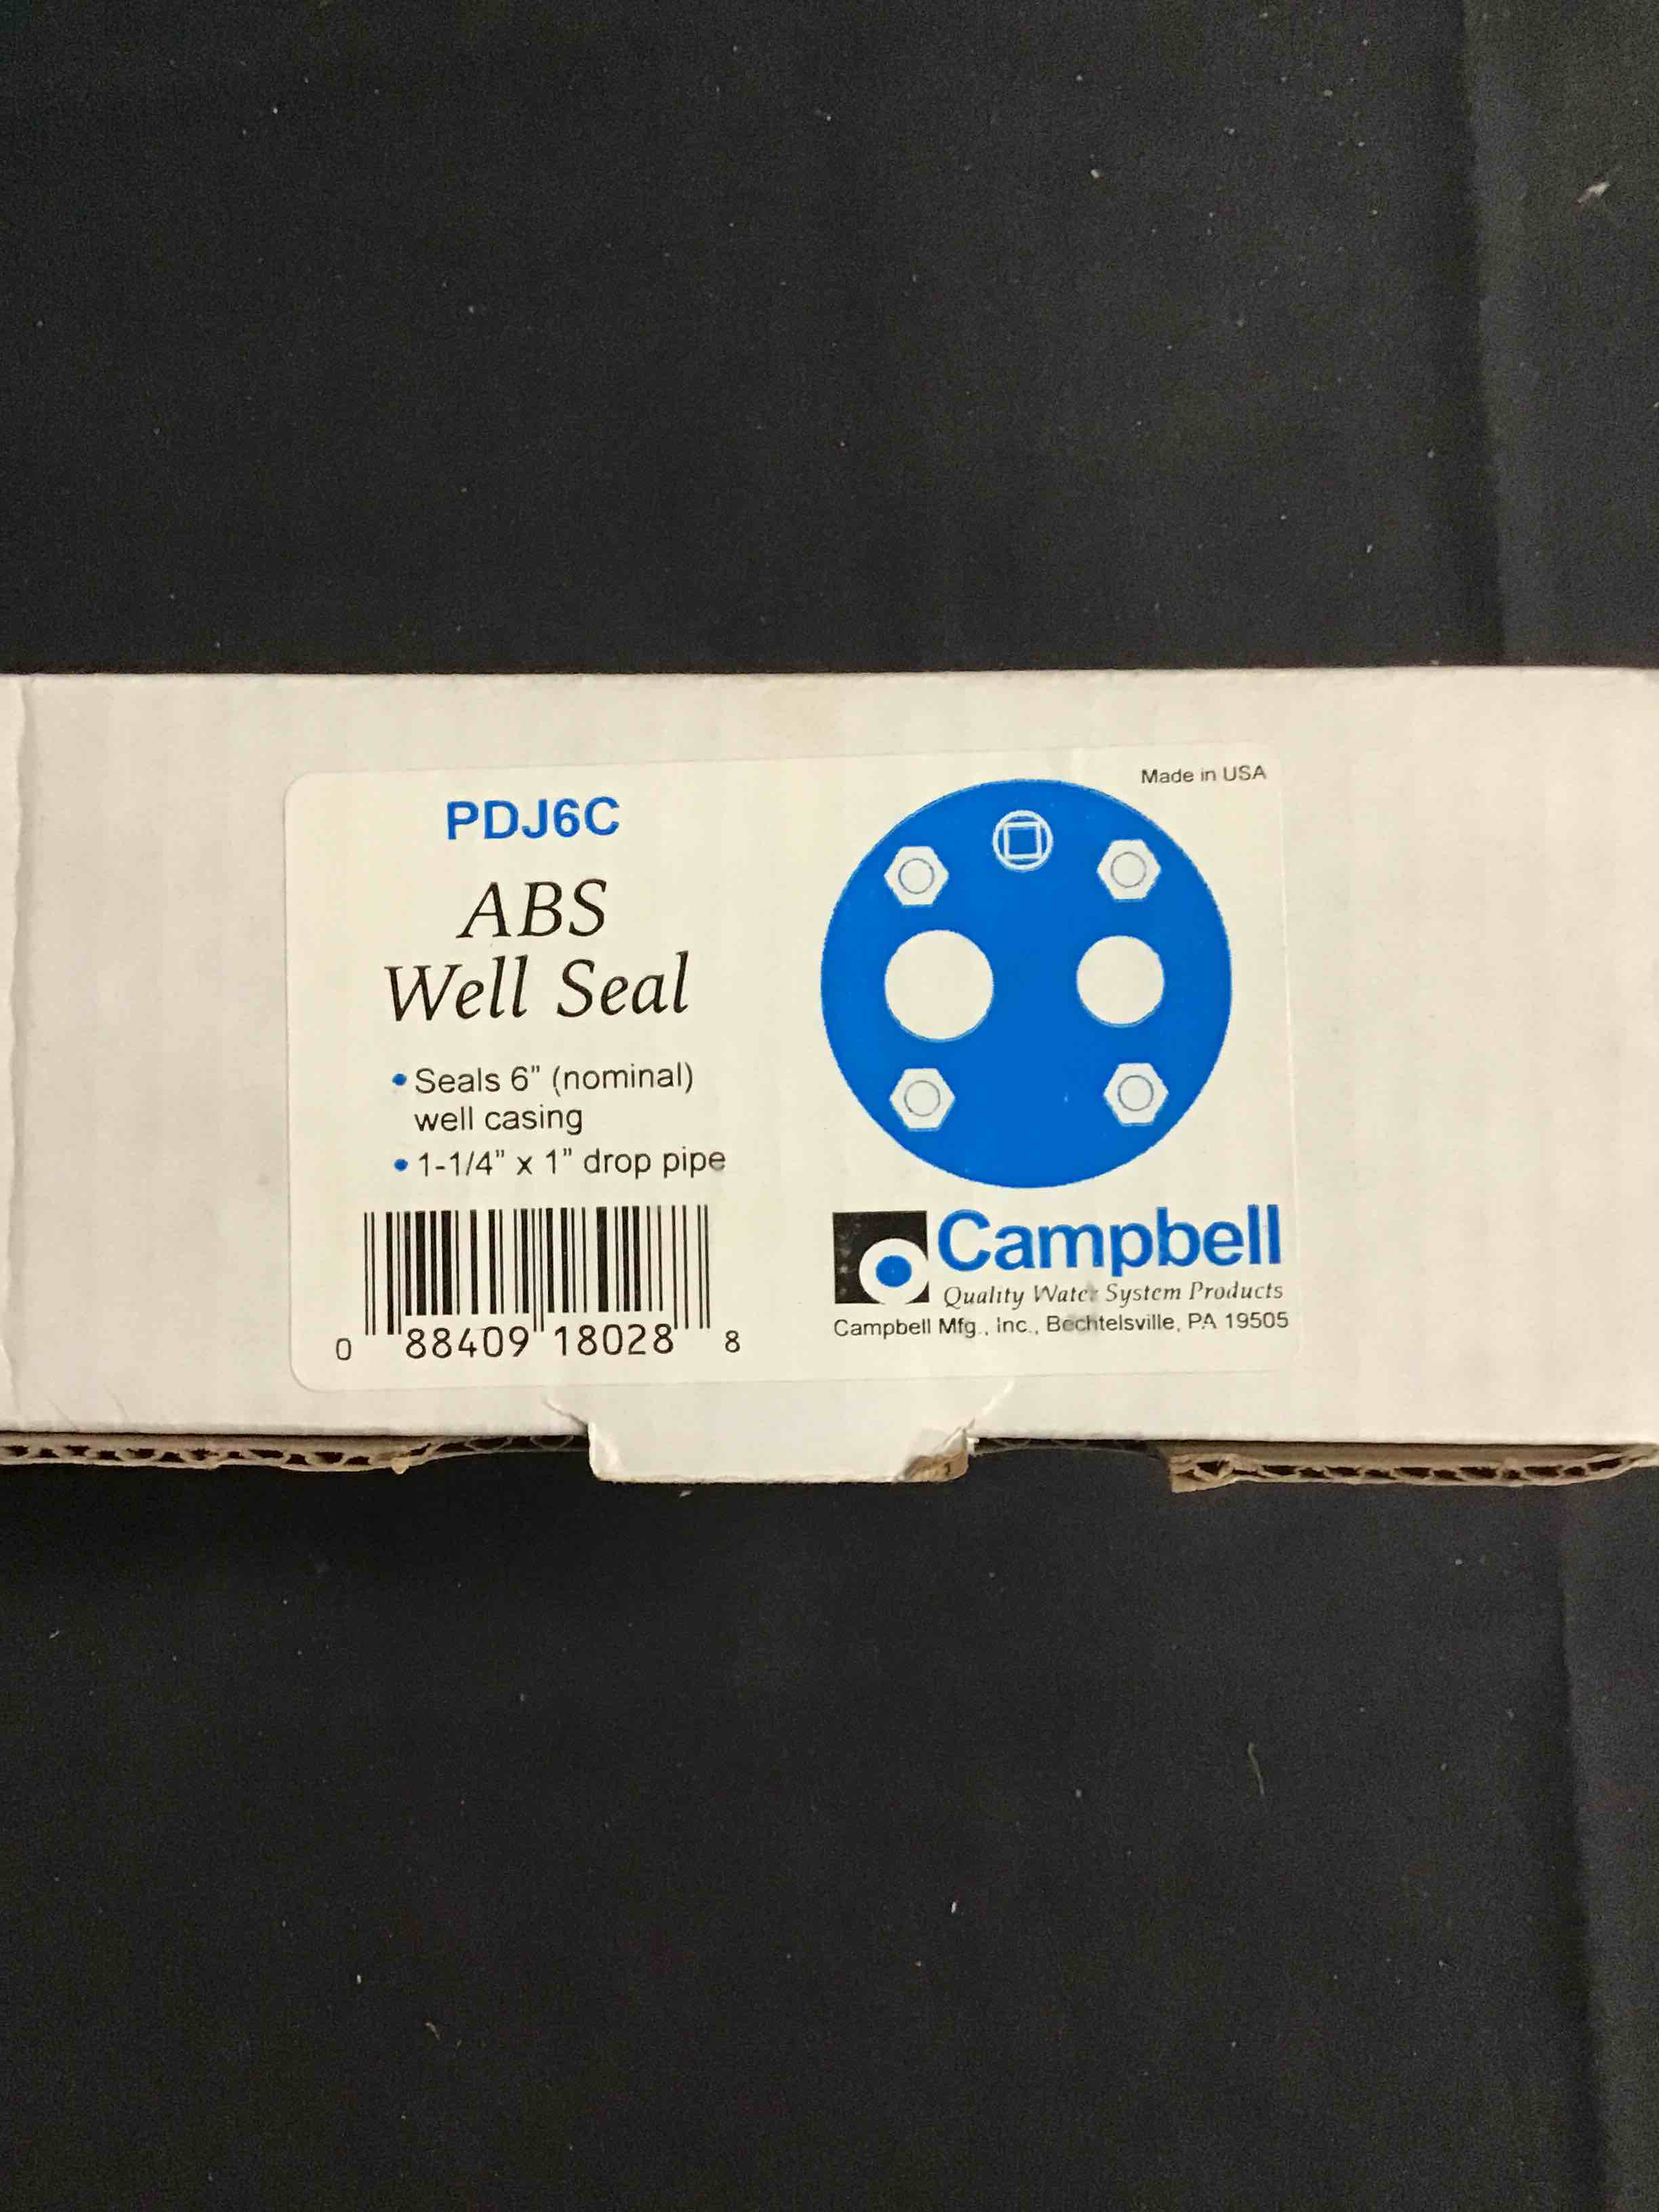 Made in USA
PDJ6C
ABS
Well Seal
• Seals 6" (nominal)
well casing
• 1-1/4" x 1" drop pipe
0 88409 18028 8
Campbell
Quality Water System Products
Campbell Mfg., Inc., Bechtelsville, PA 19505